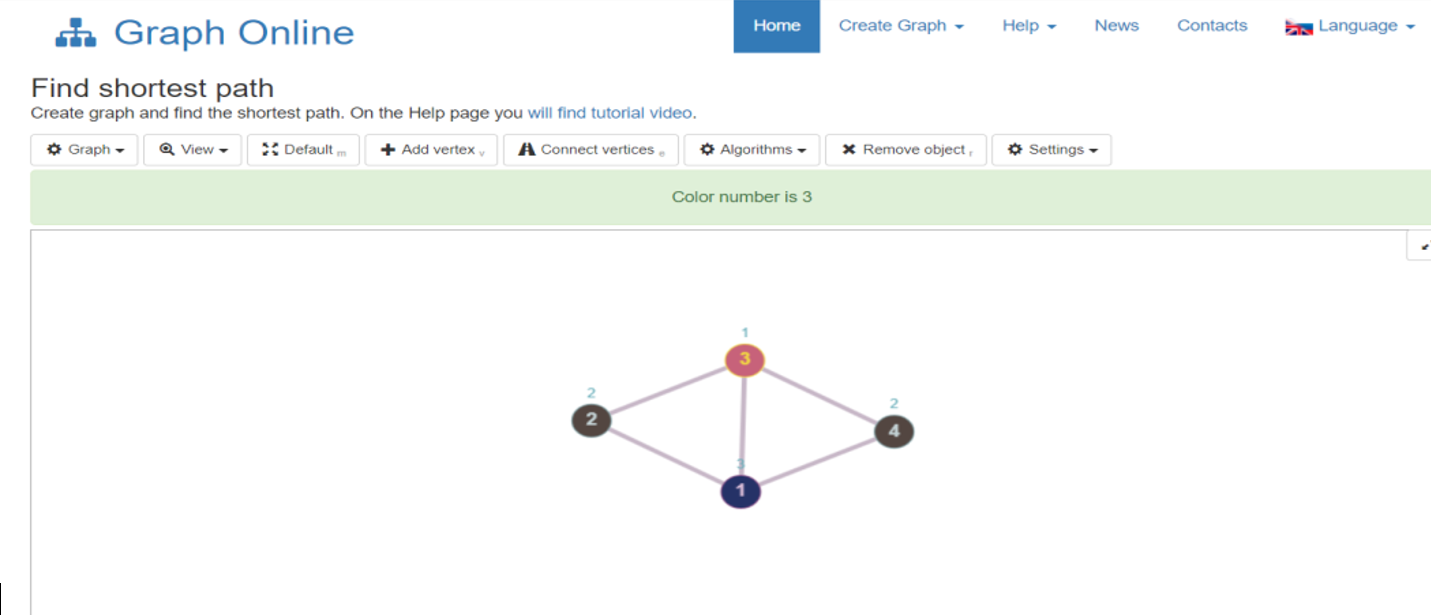 Graph Online
Home Create Graph Help News Contacts Language
Find shortest path
Create graph and find the shortest path. On the Help page you will find tutorial video.
Graph View Default m Add vertex v Connect vertices e Algorithms Remove object r Settings
Color number is 3
1
3
2
2
2
4
3
1